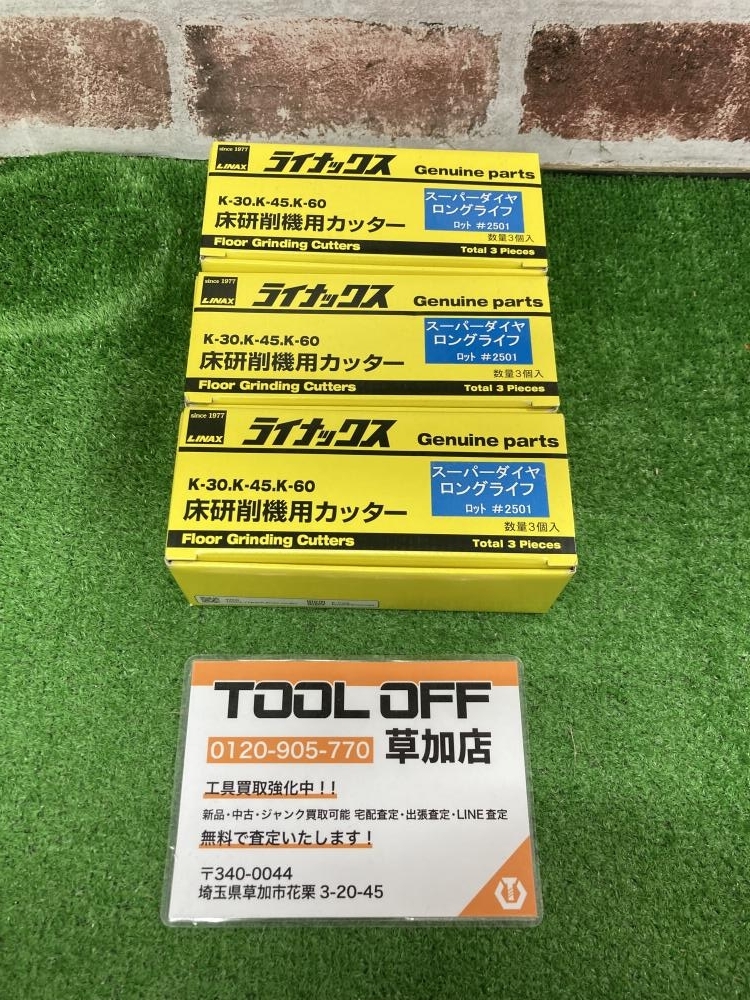 since 1977
LINAX
ライナックス Genuine parts
K-30.K-45.K-60
床研削機用カッター
スーパーダイヤ
ロングライフ
ロット #2501
数量3個入
Floor Grinding Cutters
Total 3 Pieces
since 1977
LINAX
ライナックス Genuine parts
K-30.K-45.K-60
床研削機用カッター
スーパーダイヤ
ロングライフ
ロット #2501
数量3個入
Floor Grinding Cutters
Total 3 Pieces
since 1977
LINAX
ライナックス Genuine parts
K-30.K-45.K-60
床研削機用カッター
スーパーダイヤ
ロングライフ
ロット #2501
数量3個入
Floor Grinding Cutters
Total 3 Pieces
TOOL OFF
0120-905-770 草加店
工具買取強化中!!
新品・中古・ジャンク買取可能 宅配査定・出張査定・LINE査定
無料で査定いたします!
〒340-0044
埼玉県草加市花栗3-20-45